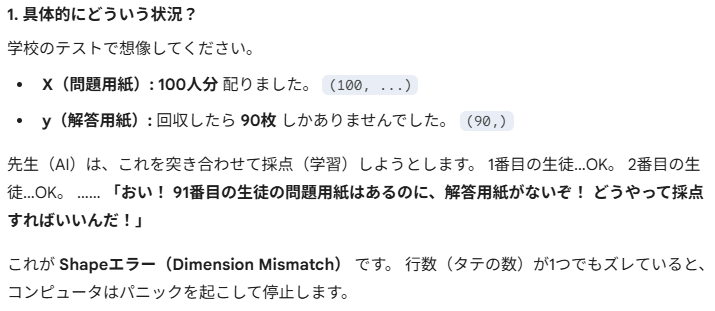 1. 具体的にどういう状況？
学校のテストで想像してください。
• X（問題用紙）: 100人分 配りました。 (100, ...)
• y（解答用紙）: 回収したら 90枚 しかありませんでした。 (90,)
先生（AI）は、これを突き合わせて採点（学習）しようとします。 1番目の生徒...OK。 2番目の生
徒...OK。 ...... 「おい！ 91番目の生徒の問題用紙はあるのに、解答用紙がないぞ！ どうやって採点
すればいいんだ！」
これが Shapeエラー（Dimension Mismatch） です。 行数（タテの数）が1つでもズレていると、
コンピュータはパニックを起こして停止します。